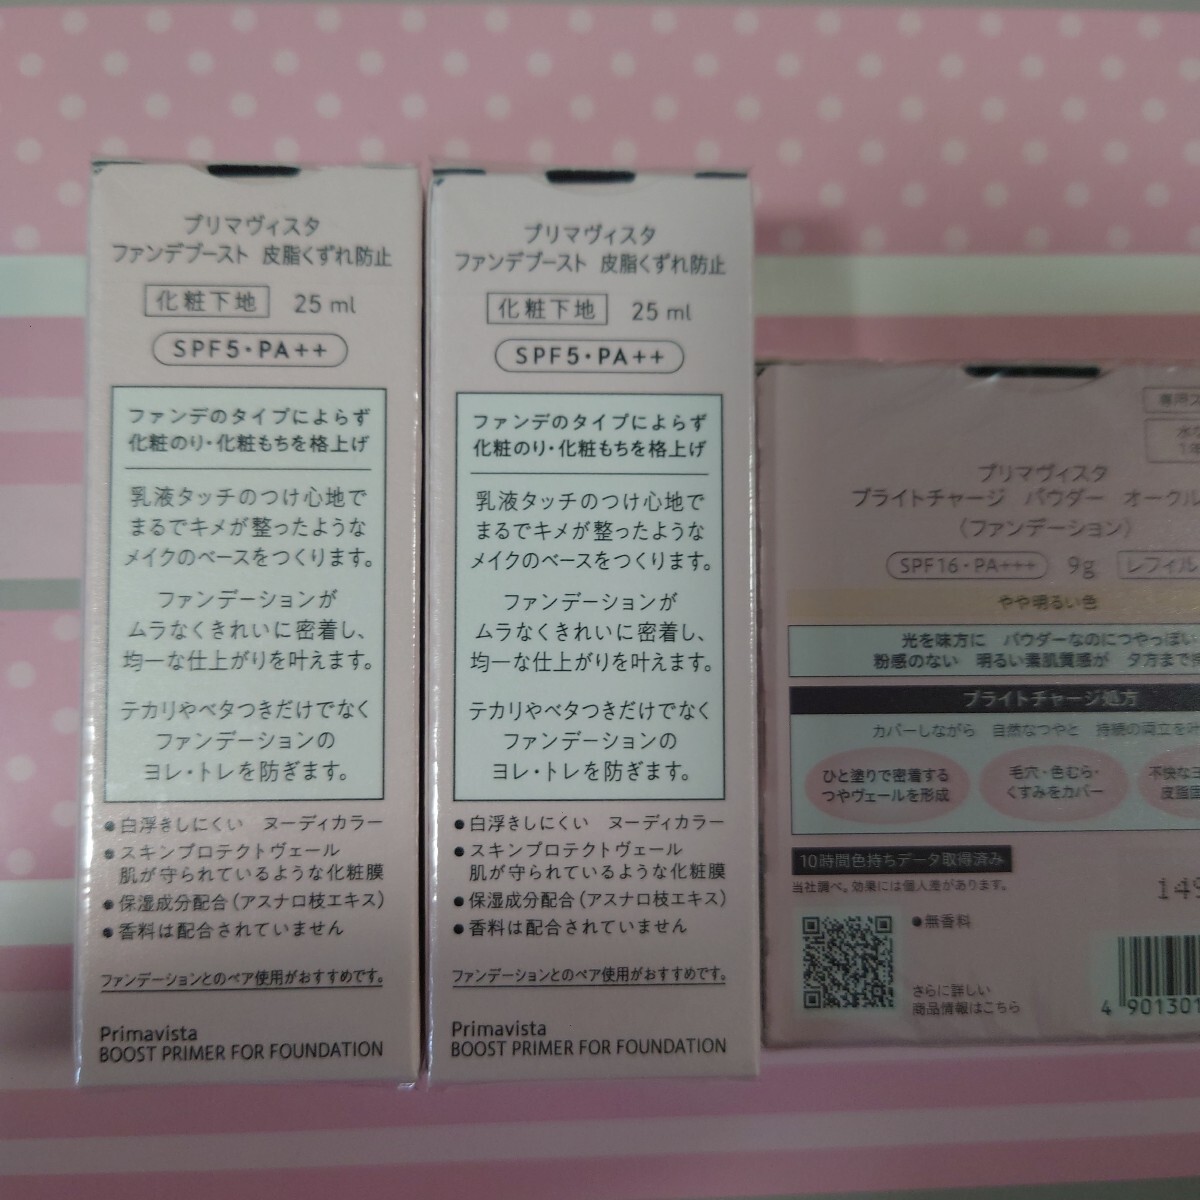 プリマヴィスタ
ファンデブースト 皮脂くずれ防止
化粧下地 25 ml
SPF5・PA++
ファンデのタイプによらず
化粧のり・化粧もちを格上げ
乳液タッチのつけ心地で
まるでキメが整ったような
メイクのベースをつくります。
ファンデーションが
ムラなくきれいに密着し、
均一な仕上がりを叶えます。
テカリやベタつきだけでなく
ファンデーションの
ヨレ・トレを防ぎます。
●白浮きしにくい ヌーディカラー
●スキンプロテクトヴェール
肌が守られているような化粧膜
●保湿成分配合(アスナロ枝エキス)
●香料は配合されていません
ファンデーションとのペア使用がおすすめです。
Primavista
BOOST PRIMER FOR FOUNDATION
プリマヴィスタ
ファンデブースト 皮脂くずれ防止
化粧下地 25 ml
SPF5・PA++
ファンデのタイプによらず
化粧のり・化粧もちを格上げ
乳液タッチのつけ心地で
まるでキメが整ったような
メイクのベースをつくります。
ファンデーションが
ムラなくきれいに密着し、
均一な仕上がりを叶えます。
テカリやベタつきだけでなく
ファンデーションの
ヨレ・トレを防ぎます。
●白浮きしにくい ヌーディカラー
●スキンプロテクトヴェール
肌が守られているような化粧膜
●保湿成分配合(アスナロ枝エキス)
●香料は配合されていません
ファンデーションとのペア使用がおすすめです。
Primavista
BOOST PRIMER FOR FOUNDATION
専用ス
プリマヴィスタ
ブライトチャージ パウダー オークル
(ファンデーション)
SPF16・PA+++ 9g レフィル
やや明るい色
光を味方に パウダーなのにつやっぽい
粉感のない 明るい素肌質感が 夕方まで
ブライトチャージ処方
カバーしながら 自然なつやと 持続の両立を
ひと塗りで密着する
つやヴェールを形成
毛穴・色むら・
くすみをカバー
不快な
皮脂
10時間色持ちデータ取得済み
当社調べ。効果には個人差があります。
149
●無香料
さらに詳しい
商品情報はこちら
4 901301